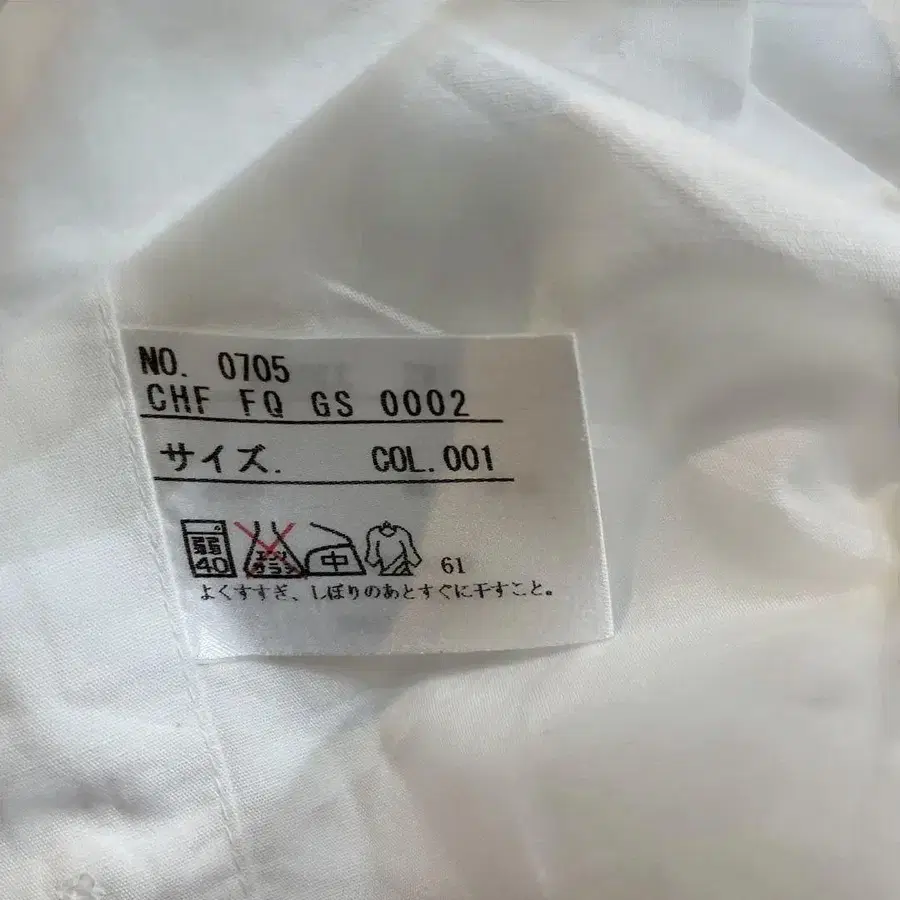 NO. 0705
CHF FQ GS 0002
サイズ. COL.001
弱 40 エンソサラシ 中 61
よくすすぎ、しぼりのあとすぐに干すこと。